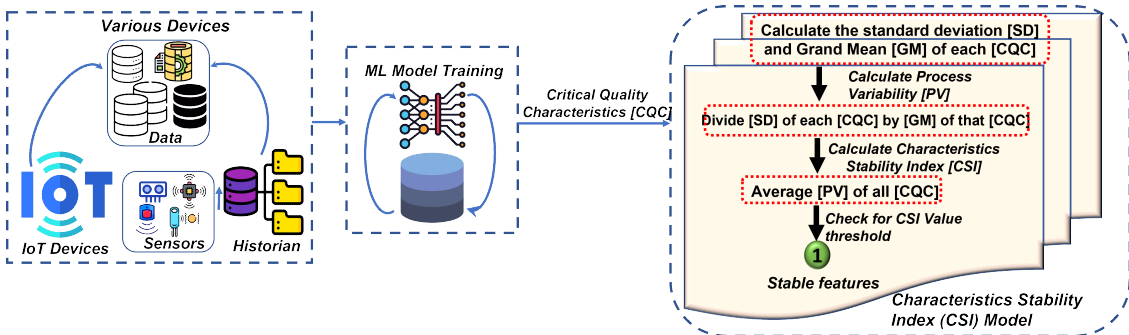 Various Devices
Data
IOT
IoT Devices
Sensors
Historian
ML Model Training
Critical Quality
Characteristics [CQC]
Calculate the standard deviation [SD]
and Grand Mean [GM] of each [CQC]
Calculate Process
Variability [PV]
Divide [SD] of each [CQC] by [GM] of that [CQC]
Calculate Characteristics
Stability Index [CSI]
Average [PV] of all [CQC]
Check for CSI Value
threshold
1
Stable features
Characteristics Stability
Index (CSI) Model